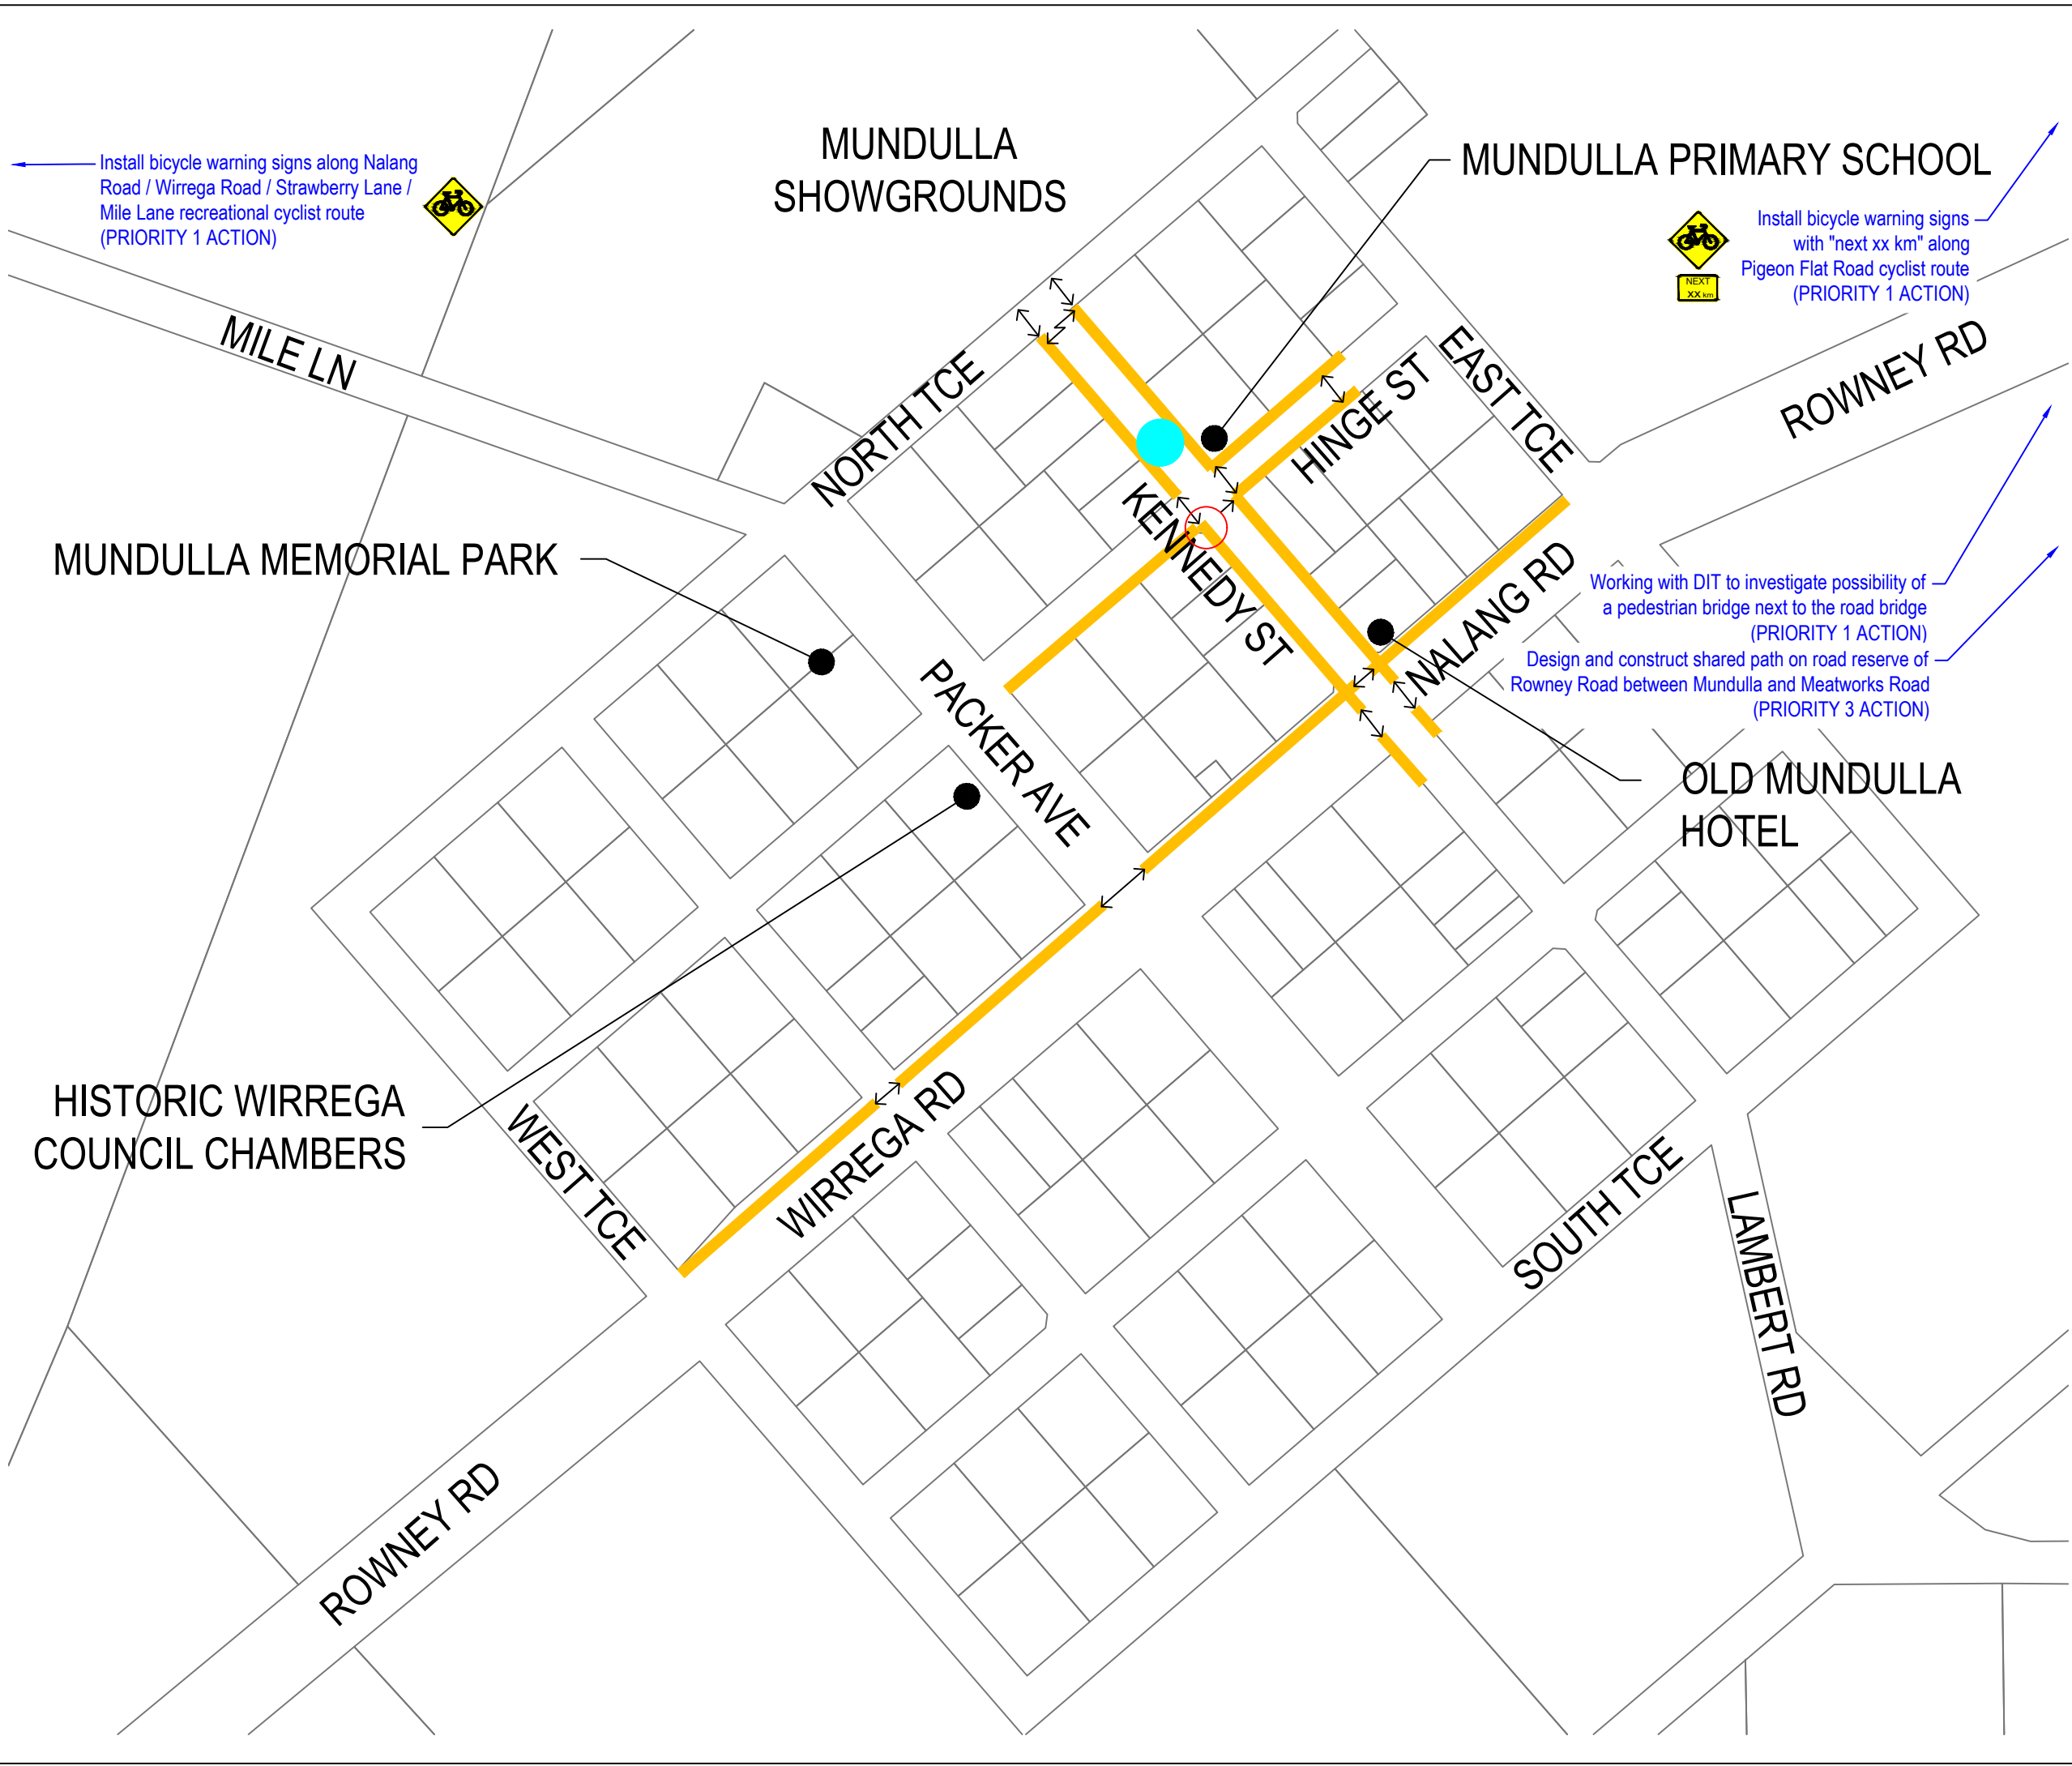 MUNDULLA
SHOWGROUNDS
MUNDULLA PRIMARY SCHOOL
Install bicycle warning signs along Nalang
Road / Wirrega Road / Strawberry Lane /
Mile Lane recreational cyclist route
(PRIORITY 1 ACTION)
Install bicycle warning signs
with "next xx km" along
Pigeon Flat Road cyclist route
(PRIORITY 1 ACTION)
NEXT
xx km
MILE LN
NORTH TCE
HINGE ST
EAST TCE
ROWNEY RD
KENNEDY ST
MUNDULLA MEMORIAL PARK
NALANG RD
Working with DIT to investigate possibility of
a pedestrian bridge next to the road bridge
(PRIORITY 1 ACTION)
Design and construct shared path on road reserve of
Rowney Road between Mundulla and Meatworks Road
(PRIORITY 3 ACTION)
PACKER AVE
OLD MUNDULLA
HOTEL
HISTORIC WIRREGA
COUNCIL CHAMBERS
WEST TCE
WIRREGA RD
SOUTH TCE
LAMBERT RD
ROWNEY RD